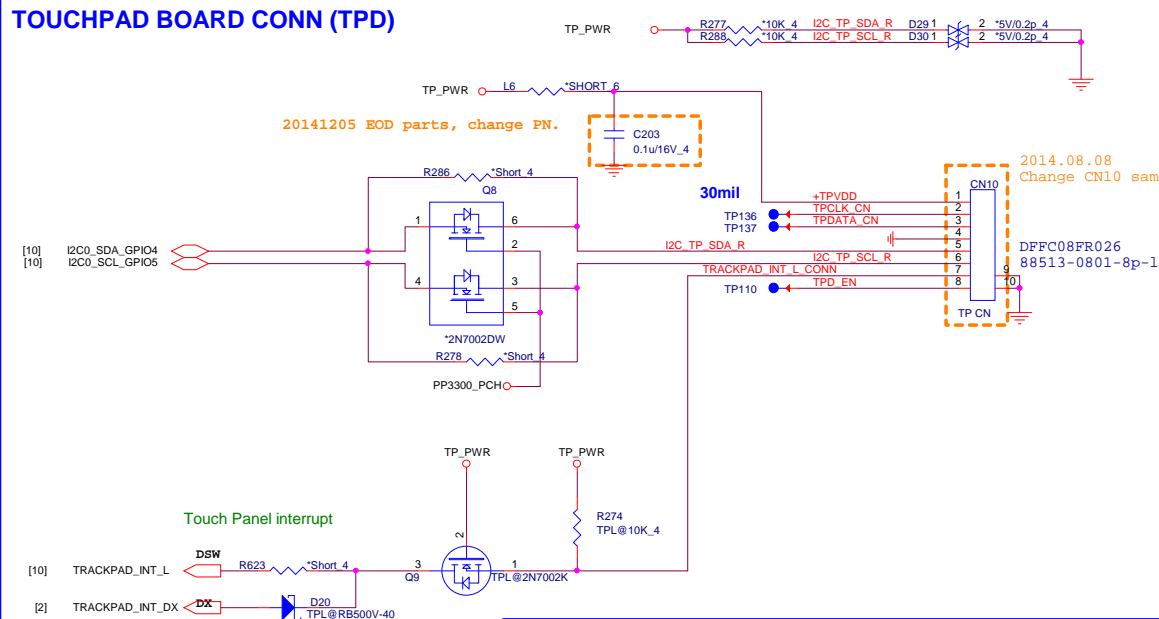 TOUCHPAD BOARD CONN (TPD)
TP_PWR
R277 *10K_4 I2C_TP_SDA_R D29 1 2 *5V/0.2p_4
R288 *10K_4 I2C_TP_SCL_R D30 1 2 *5V/0.2p_4
TP_PWR L6 *SHORT_6
20141205 EOD parts, change PN.
C203
0.1u/16V_4
2014.08.08
Change CN10 sam
R286 *Short_4
Q8
30mil
CN10
+TPVDD 1
TP136 TPCLK_CN 2
TP137 TPDATA_CN 3
4
[10] I2C0_SDA_GPIO4
[10] I2C0_SCL_GPIO5
1 6
2
4 3
5
I2C_TP_SDA_R 5
I2C_TP_SCL_R 6
TRACKPAD_INT_L_CONN 7 9
TP110 TPD_EN 8 10
DFFC08FR026
88513-0801-8p-l
TP CN
*2N7002DW
R278 *Short_4
PP3300_PCH
TP_PWR TP_PWR
Touch Panel interrupt
R274
TPL@10K_4
2
[10] TRACKPAD_INT_L DSW R623 *Short_4 3 1
Q9 TPL@2N7002K
[2] TRACKPAD_INT_DX DX D20
TPL@RB500V-40